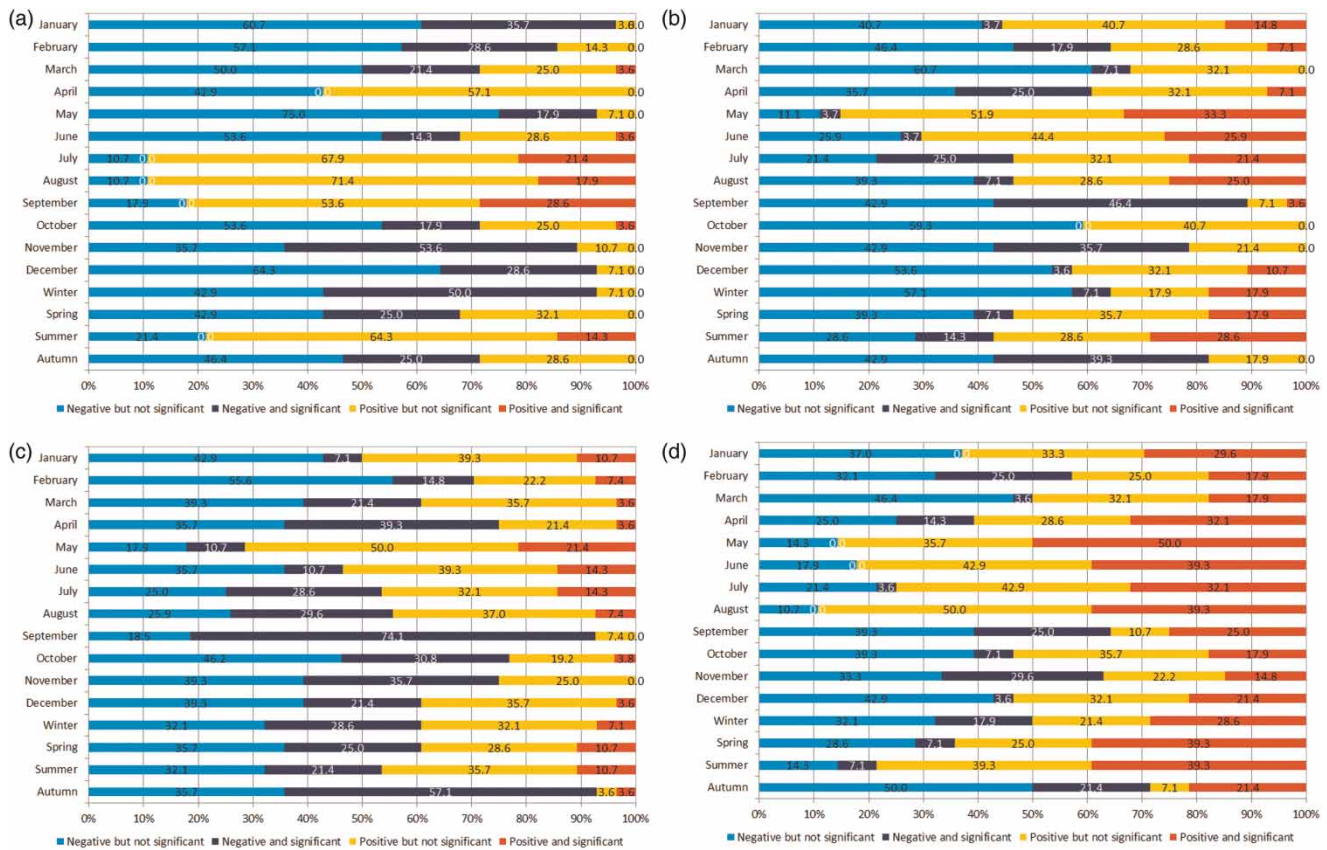 (a)
January 60.7 35.7 3.6 0.0
February 57.1 28.6 14.3 0.0
March 50.0 21.4 25.0 3.6
April 42.9 0.0 57.1 0.0
May 75.0 17.9 7.1 0.0
June 53.6 14.3 28.6 3.6
July 10.7 0.0 67.9 21.4
August 10.7 0.0 71.4 17.9
September 17.9 0.0 53.6 28.6
October 53.6 17.9 25.0 3.6
November 35.7 53.6 10.7 0.0
December 64.3 28.6 7.1 0.0
Winter 42.9 50.0 7.1 0.0
Spring 42.9 25.0 32.1 0.0
Summer 21.4 0.0 64.3 14.3
Autumn 46.4 25.0 28.6 0.0
0% 10% 20% 30% 40% 50% 60% 70% 80% 90% 100%
Negative but not significant Negative and significant Positive but not significant Positive and significant
(b)
January 40.7 3.7 40.7 14.8
February 46.4 17.9 28.6 7.1
March 60.7 7.1 32.1 0.0
April 35.7 25.0 32.1 7.1
May 11.1 3.7 51.9 33.3
June 25.9 3.7 44.4 25.9
July 21.4 25.0 32.1 21.4
August 39.3 7.1 28.6 25.0
September 42.9 46.4 7.1 3.6
October 59.3 0.0 40.7 0.0
November 42.9 35.7 21.4 0.0
December 53.6 3.6 32.1 10.7
Winter 57.1 7.1 17.9 17.9
Spring 39.3 7.1 35.7 17.9
Summer 28.6 14.3 28.6 28.6
Autumn 42.9 39.3 17.9 0.0
0% 10% 20% 30% 40% 50% 60% 70% 80% 90% 100%
Negative but not significant Negative and significant Positive but not significant Positive and significant
(c)
January 42.9 7.1 39.3 10.7
February 55.6 14.8 22.2 7.4
March 39.3 21.4 35.7 3.6
April 35.7 39.3 21.4 3.6
May 17.9 10.7 50.0 21.4
June 35.7 10.7 39.3 14.3
July 25.0 28.6 32.1 14.3
August 25.9 29.6 37.0 7.4
September 18.5 74.1 7.4 0.0
October 46.2 30.8 19.2 3.8
November 39.3 35.7 25.0 0.0
December 39.3 21.4 35.7 3.6
Winter 32.1 28.6 32.1 7.1
Spring 35.7 25.0 28.6 10.7
Summer 32.1 21.4 35.7 10.7
Autumn 35.7 57.1 3.6 3.6
0% 10% 20% 30% 40% 50% 60% 70% 80% 90% 100%
Negative but not significant Negative and significant Positive but not significant Positive and significant
(d)
January 37.0 0.0 33.3 29.6
February 32.1 25.0 25.0 17.9
March 46.4 3.6 32.1 17.9
April 25.0 14.3 28.6 32.1
May 14.3 0.0 35.7 50.0
June 17.9 0.0 42.9 39.3
July 21.4 3.6 42.9 32.1
August 10.7 0.0 50.0 39.3
September 39.3 25.0 10.7 25.0
October 39.3 7.1 35.7 17.9
November 33.3 29.6 22.2 14.8
December 42.9 3.6 32.1 21.4
Winter 32.1 17.9 21.4 28.6
Spring 28.6 7.1 25.0 39.3
Summer 14.3 7.1 39.3 39.3
Autumn 50.0 21.4 7.1 21.4
0% 10% 20% 30% 40% 50% 60% 70% 80% 90% 100%
Negative but not significant Negative and significant Positive but not significant Positive and significant